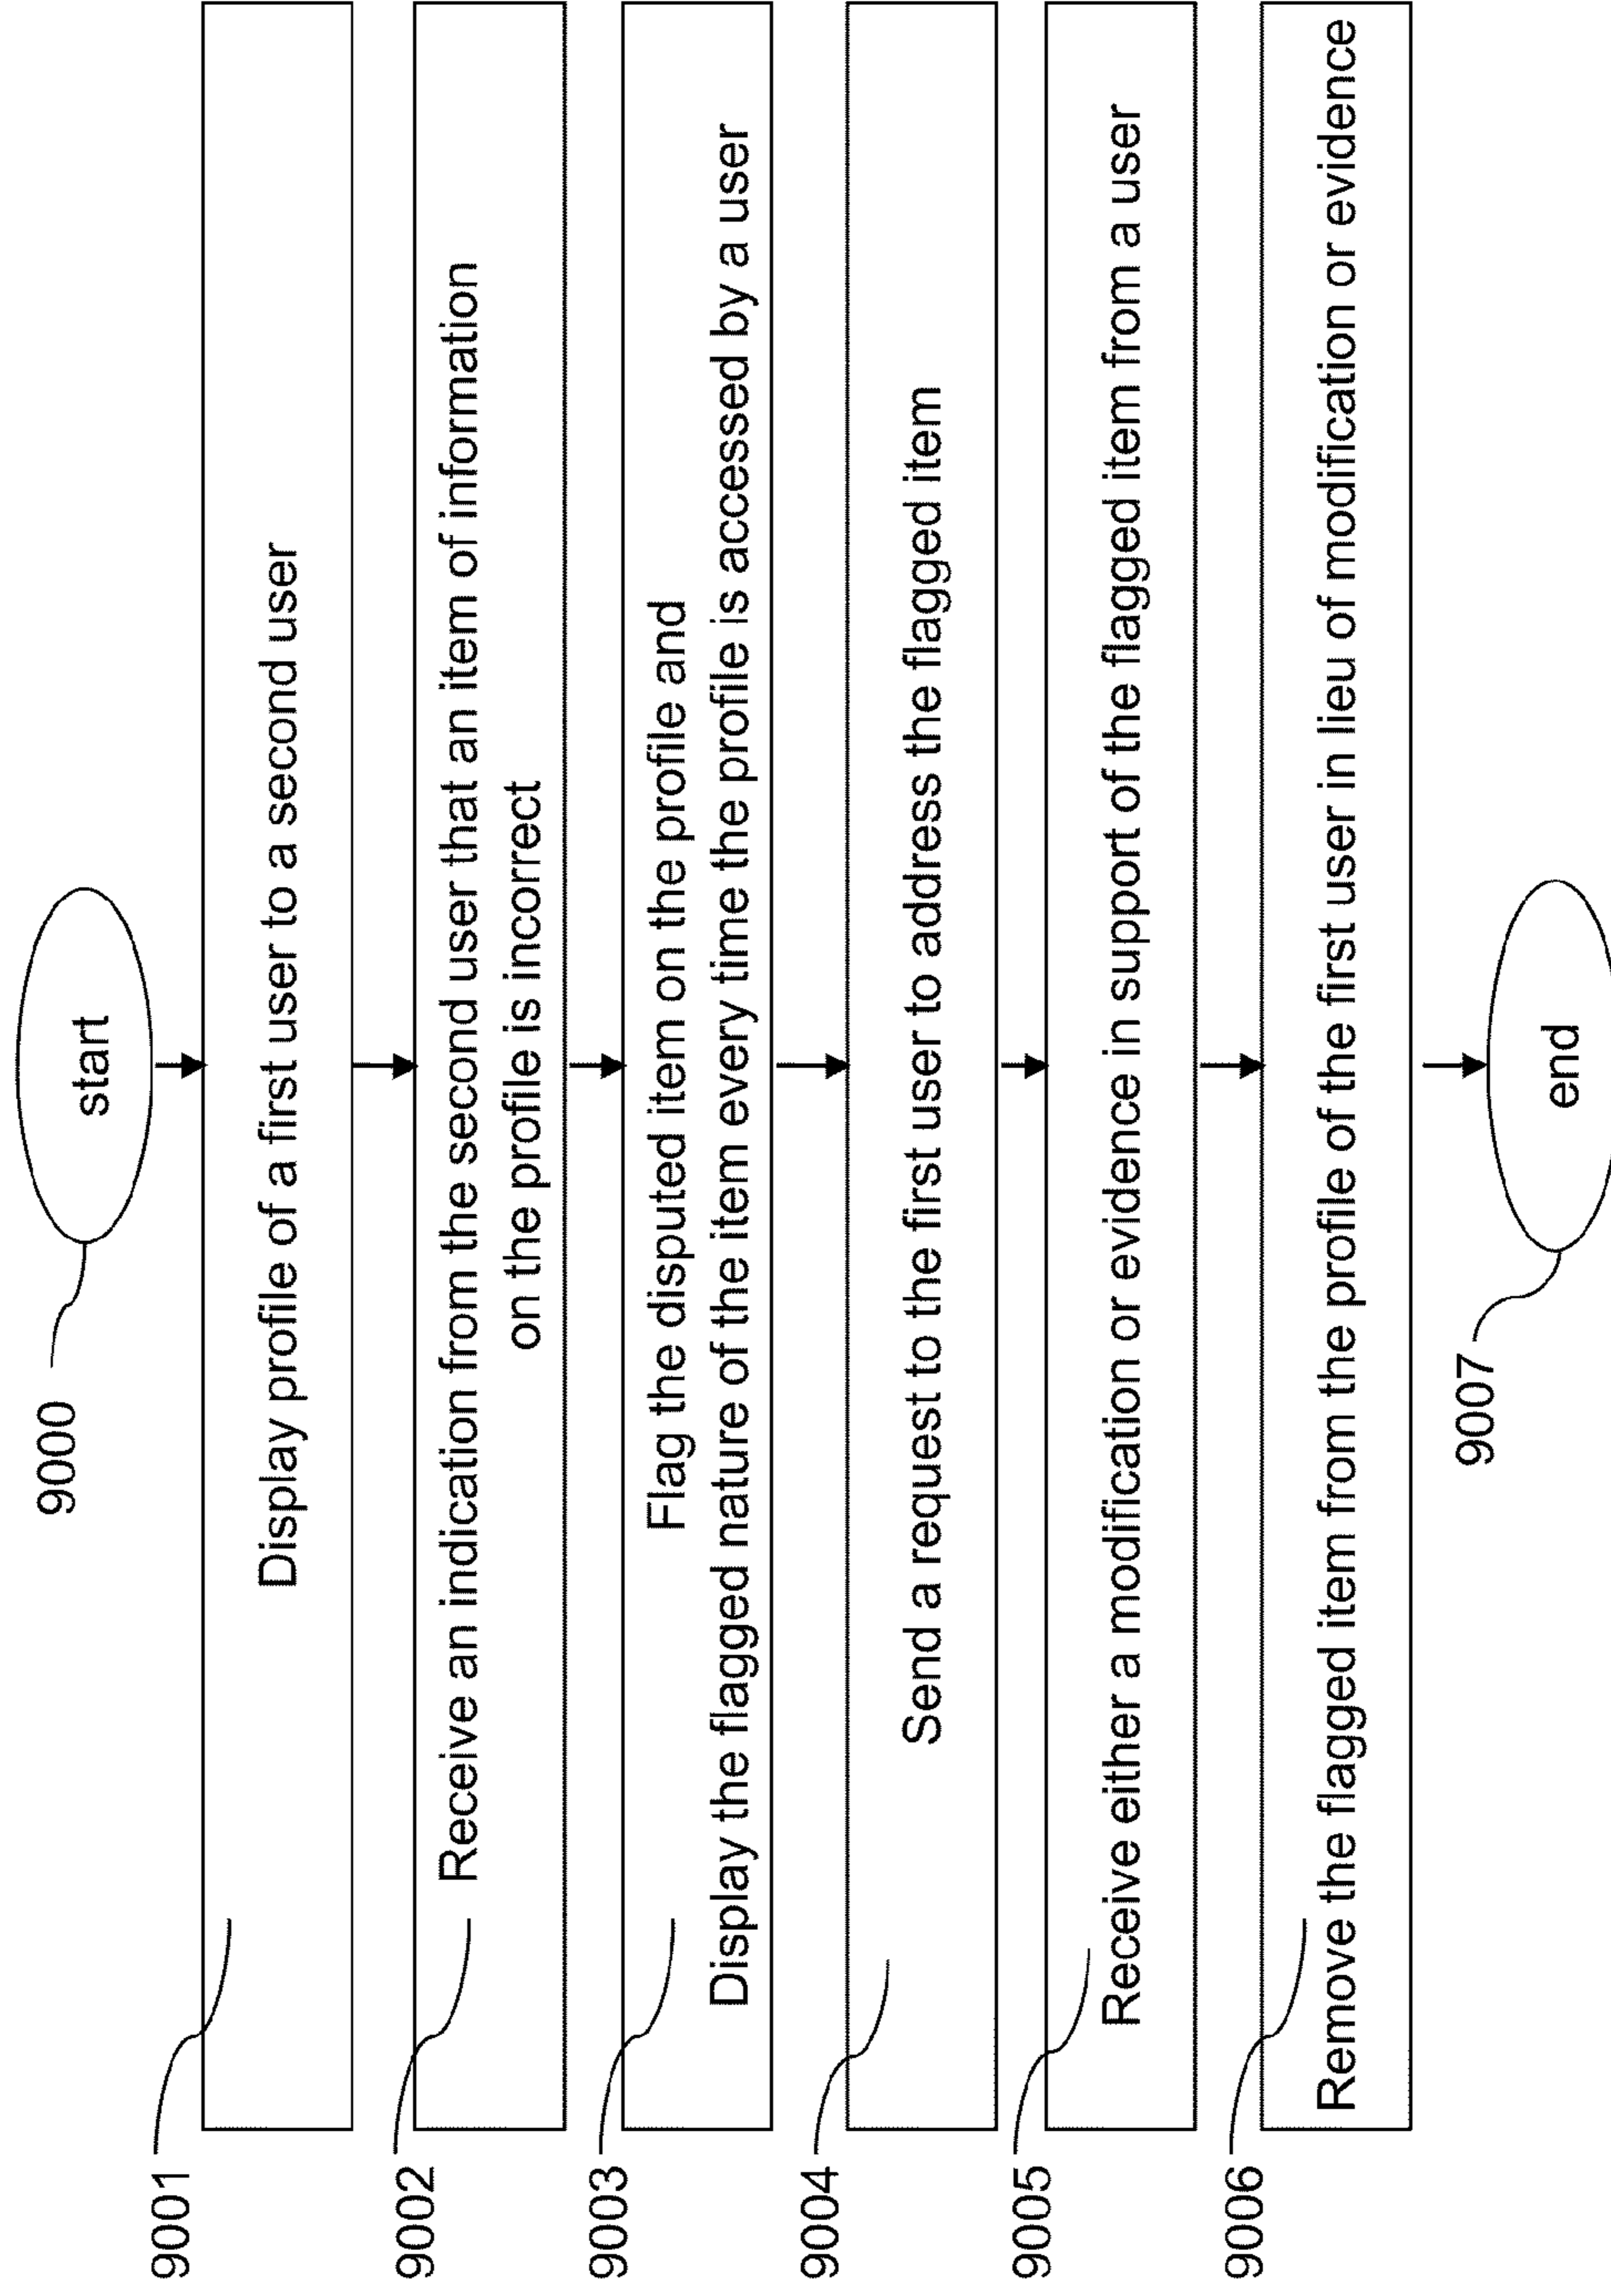 start
9000
9001
Display profile of a first user to a second user
9002
Receive an indication from the second user that an item of information
on the profile is incorrect
9003
Flag the disputed item on the profile and
Display the flagged nature of the item every time the profile is accessed by a user
9004
Send a request to the first user to address the flagged item
9005
Receive either a modification or evidence in support of the flagged item from a user
9006
Remove the flagged item from the profile of the first user in lieu of modification or evidence
9007
end